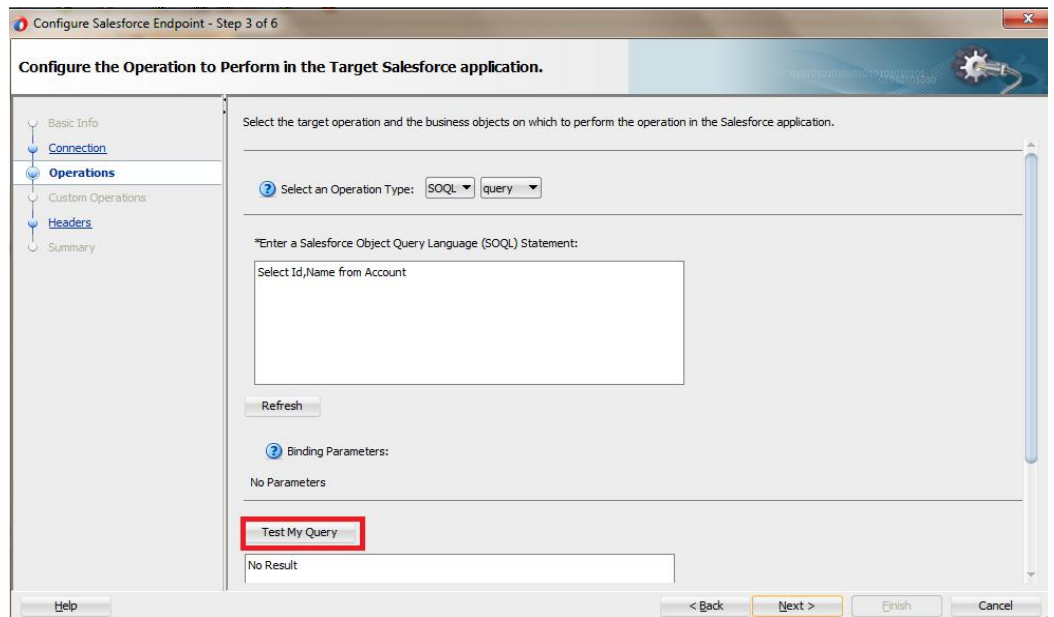 Configure Salesforce Endpoint - Step 3 of 6
x
Configure the Operation to Perform in the Target Salesforce application.
Basic Info
Connection
Operations
Custom Operations
Headers
Summary
Select the target operation and the business objects on which to perform the operation in the Salesforce application.
? Select an Operation Type: SOQL query
*Enter a Salesforce Object Query Language (SOQL) Statement:
Select Id,Name from Account
Refresh
? Binding Parameters:
No Parameters
Test My Query
No Result
Help < Back Next > Finish Cancel